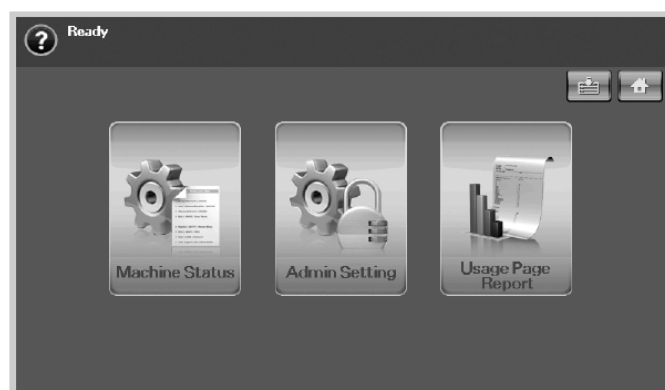 ?
Ready
Machine Status
Admin Setting
Usage Page
Report